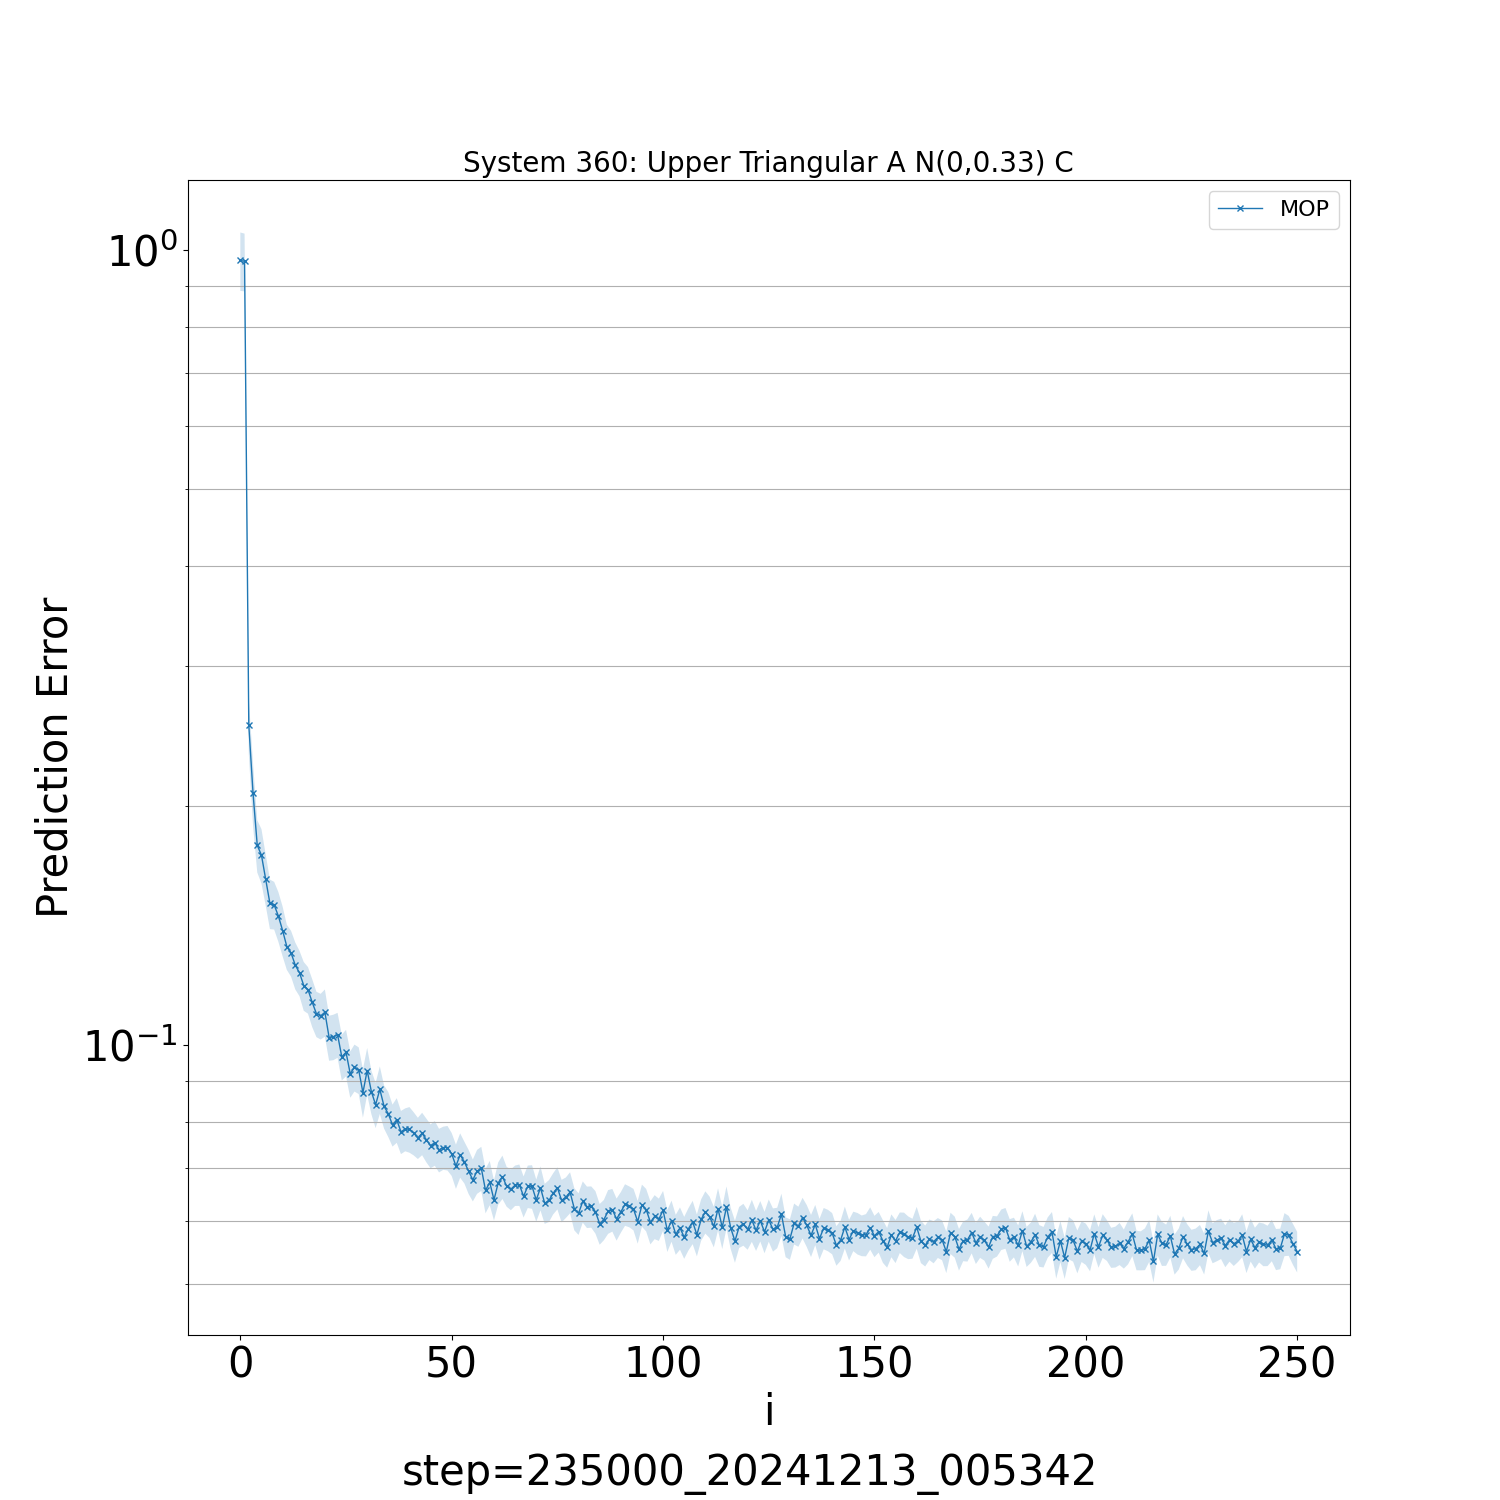 System 360: Upper Triangular A N(0,0.33) C
MOP
10⁰
10⁻¹
Prediction Error
0 50 100 150 200 250
i
step=235000_20241213_005342